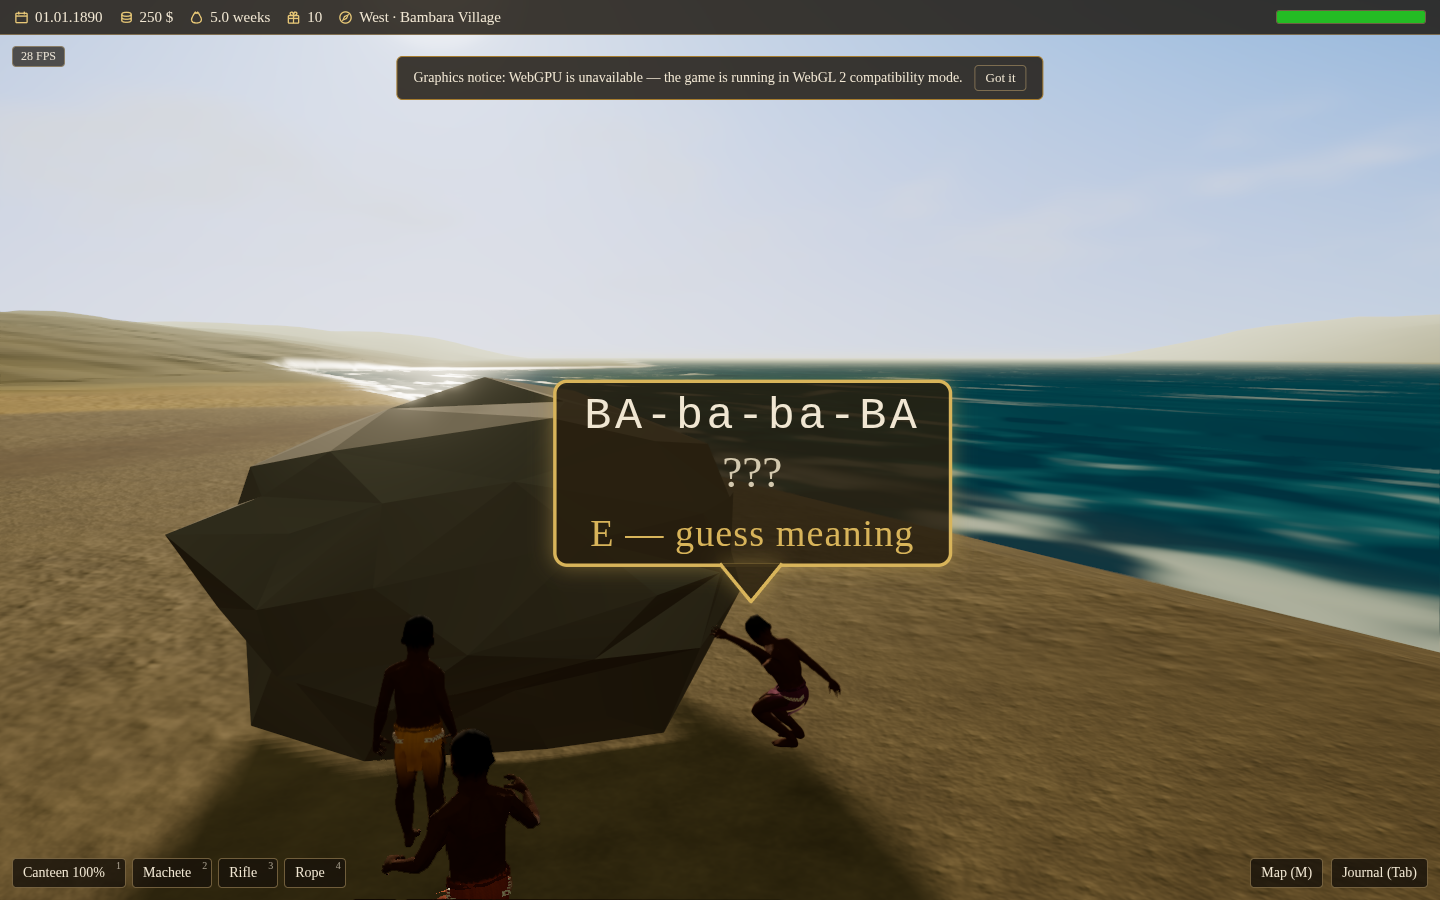 01.01.1890 250 $ 5.0 weeks 10 West · Bambara Village
28 FPS
Graphics notice: WebGPU is unavailable — the game is running in WebGL 2 compatibility mode. Got it
BA-ba-ba-BA
???
E — guess meaning
Canteen 100% 1 Machete 2 Rifle 3 Rope 4
Map (M) Journal (Tab)